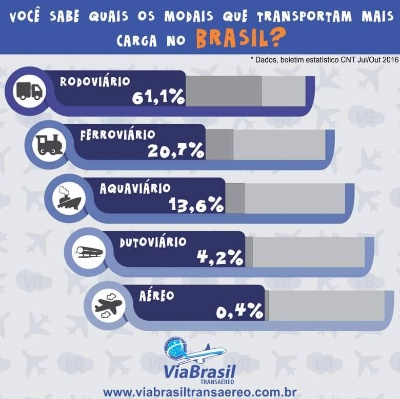 VOCÊ SABE QUAIS OS MODAIS QUE TRANSPORTAM MAIS
CARGA NO BRASIL?
* Dados, boletim estatístico CNT Jul/Out 2016
RODOVIÁRIO
61,1%
FERROVIÁRIO
20,7%
AQUAVIÁRIO
13,6%
DUTOVIÁRIO
4,2%
AÉREO
0,4%
ViaBrasil
TRANSAEREO
www.viabrasiltransaereo.com.br